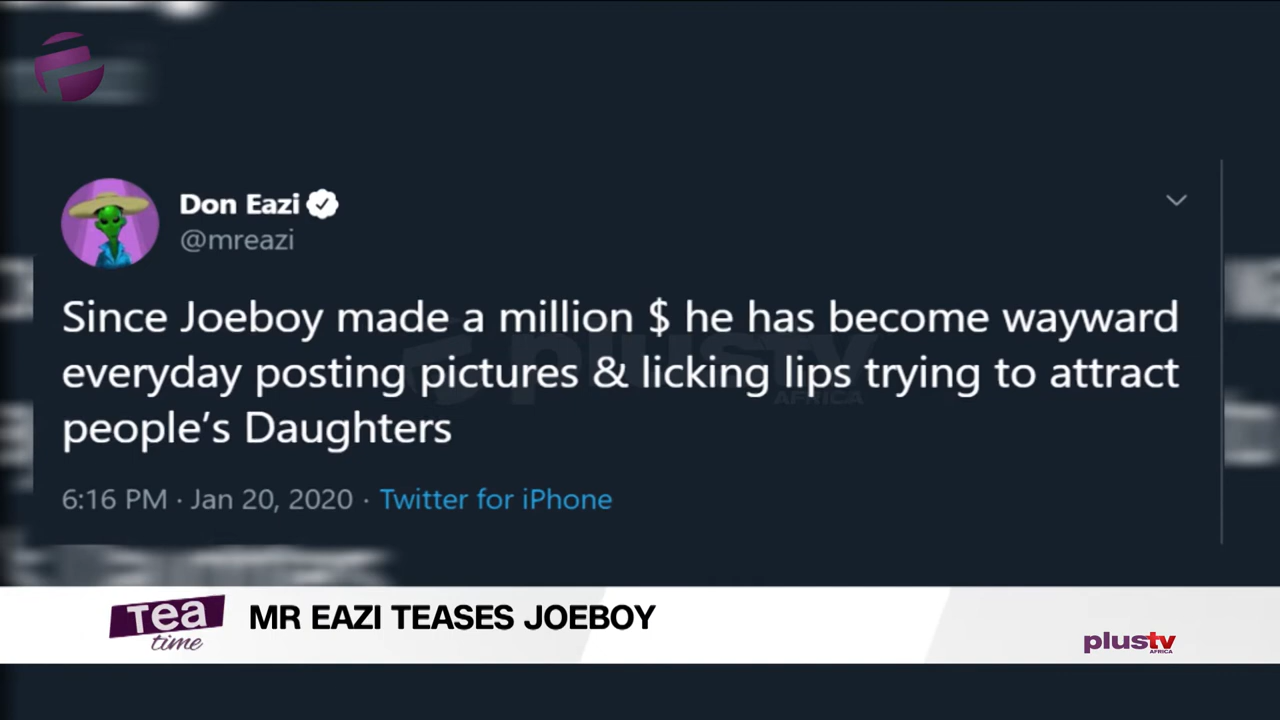 Don Eazi
@mreazi
Since Joeboy made a million $ he has become wayward
everyday posting pictures & licking lips trying to attract
people’s Daughters
6:16 PM · Jan 20, 2020 · Twitter for iPhone
plustv
AFRICA
Tea
time
MR EAZI TEASES JOEBOY
plustv
AFRICA